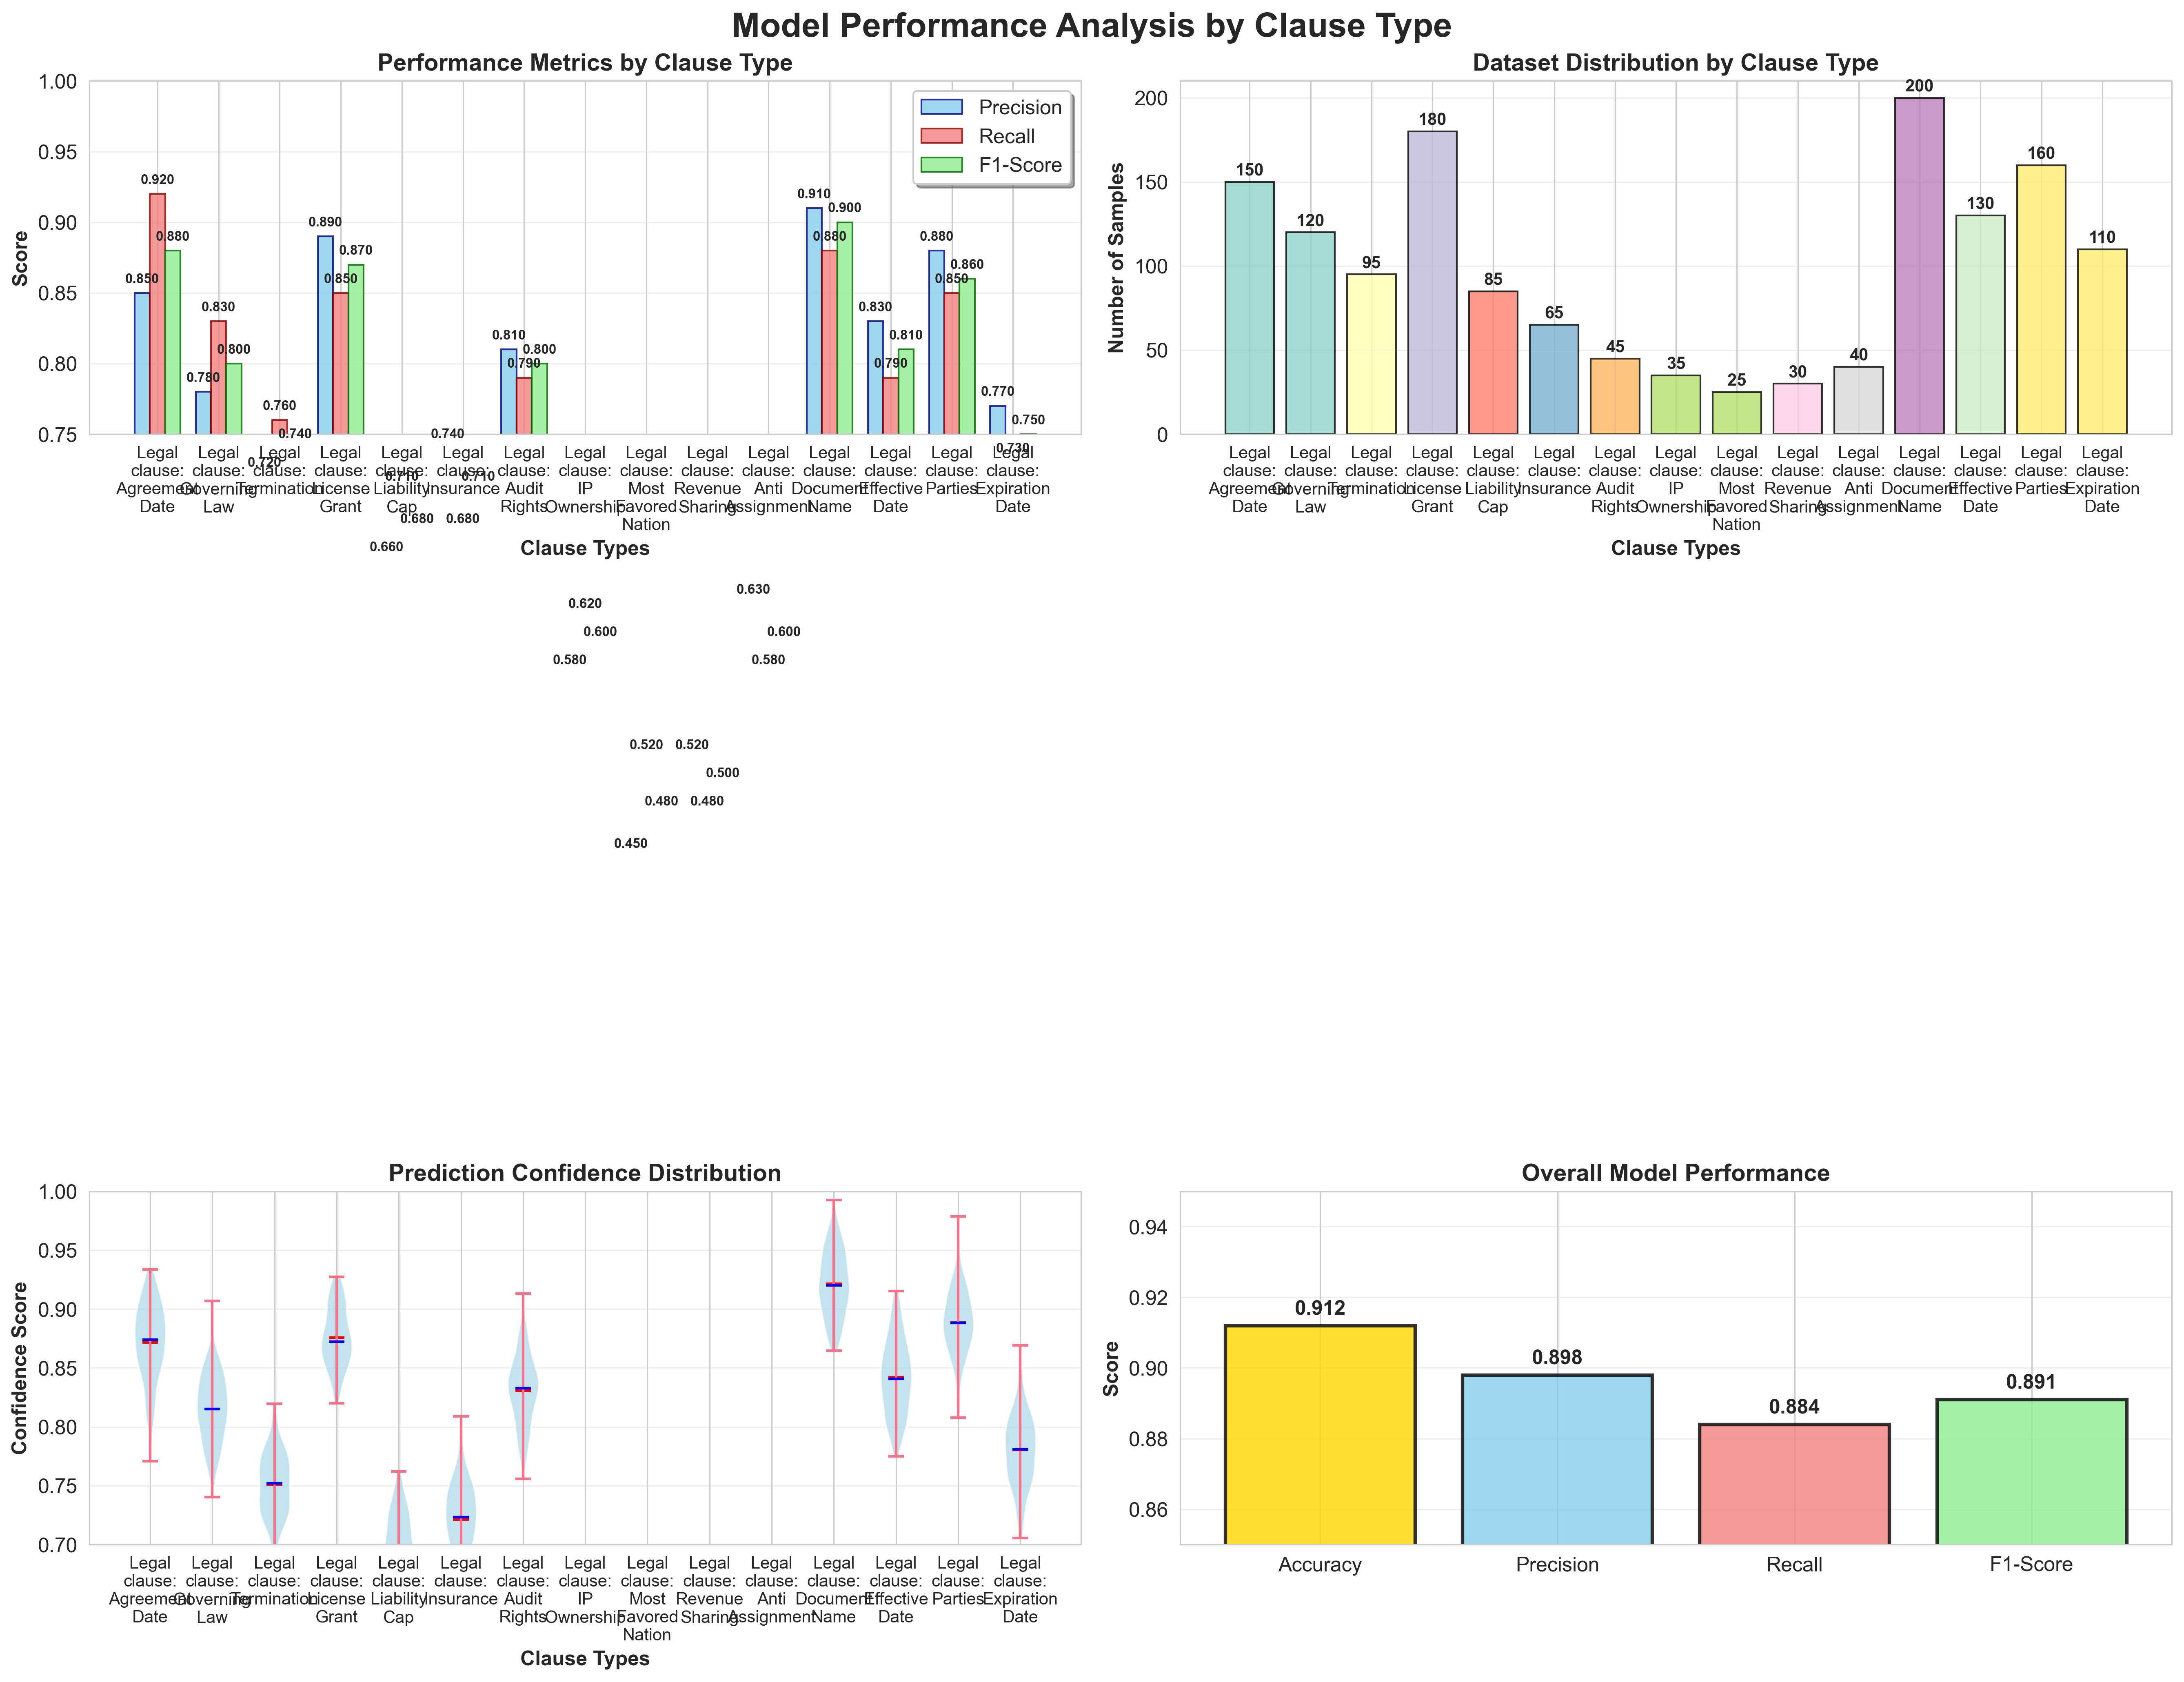 Model Performance Analysis by Clause Type
Performance Metrics by Clause Type
1.00
0.95
0.90
0.85
0.80
0.75
Score
Precision
Recall
F1-Score
0.850
0.920
0.880
0.780
0.830
0.800
0.720
0.760
0.740
0.890
0.850
0.870
0.660
0.710
0.680
0.740
0.680
0.710
0.810
0.790
0.800
0.580
0.620
0.600
0.450
0.520
0.480
0.520
0.480
0.500
0.630
0.580
0.600
0.910
0.880
0.900
0.830
0.790
0.810
0.880
0.850
0.860
0.770
0.730
0.750
Legal
clause:
Agreement
Date
Legal
clause:
Governing
Law
Legal
clause:
Termination
Legal
clause:
License
Grant
Legal
clause:
Liability
Cap
Legal
clause:
Insurance
Legal
clause:
Audit
Rights
Legal
clause:
IP
Ownership
Legal
clause:
Most
Favored
Nation
Legal
clause:
Revenue
Sharing
Legal
clause:
Anti
Assignment
Legal
clause:
Document
Name
Legal
clause:
Effective
Date
Legal
clause:
Parties
Legal
clause:
Expiration
Date
Clause Types
Dataset Distribution by Clause Type
200
150
100
50
0
Number of Samples
150
120
95
180
85
65
45
35
25
30
40
200
130
160
110
Legal
clause:
Agreement
Date
Legal
clause:
Governing
Law
Legal
clause:
Termination
Legal
clause:
License
Grant
Legal
clause:
Liability
Cap
Legal
clause:
Insurance
Legal
clause:
Audit
Rights
Legal
clause:
IP
Ownership
Legal
clause:
Most
Favored
Nation
Legal
clause:
Revenue
Sharing
Legal
clause:
Anti
Assignment
Legal
clause:
Document
Name
Legal
clause:
Effective
Date
Legal
clause:
Parties
Legal
clause:
Expiration
Date
Clause Types
Prediction Confidence Distribution
1.00
0.95
0.90
0.85
0.80
0.75
0.70
Confidence Score
Legal
clause:
Agreement
Date
Legal
clause:
Governing
Law
Legal
clause:
Termination
Legal
clause:
License
Grant
Legal
clause:
Liability
Cap
Legal
clause:
Insurance
Legal
clause:
Audit
Rights
Legal
clause:
IP
Ownership
Legal
clause:
Most
Favored
Nation
Legal
clause:
Revenue
Sharing
Legal
clause:
Anti
Assignment
Legal
clause:
Document
Name
Legal
clause:
Effective
Date
Legal
clause:
Parties
Legal
clause:
Expiration
Date
Clause Types
Overall Model Performance
0.94
0.92
0.90
0.88
0.86
Score
0.912
0.898
0.884
0.891
Accuracy
Precision
Recall
F1-Score